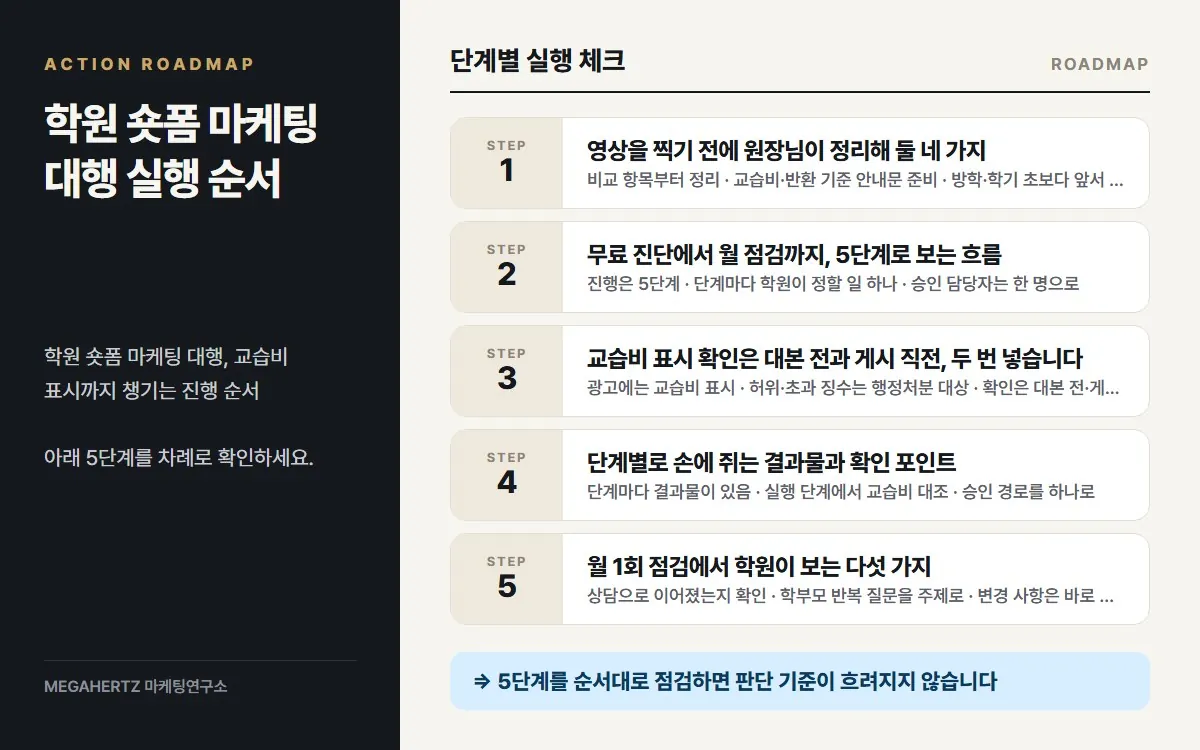 ACTION ROADMAP
학원 숏폼 마케팅
대행 실행 순서
학원 숏폼 마케팅 대행, 교습비
표시까지 챙기는 진행 순서
아래 5단계를 차례로 확인하세요.
MEGAHERTZ 마케팅연구소
단계별 실행 체크
ROADMAP
STEP
1
영상을 찍기 전에 원장님이 정리해 둘 네 가지
비교 항목부터 정리 · 교습비·반환 기준 안내문 준비 · 방학·학기 초보다 앞서 ...
STEP
2
무료 진단에서 월 점검까지, 5단계로 보는 흐름
진행은 5단계 · 단계마다 학원이 정할 일 하나 · 승인 담당자는 한 명으로
STEP
3
교습비 표시 확인은 대본 전과 게시 직전, 두 번 넣습니다
광고에는 교습비 표시 · 허위·초과 징수는 행정처분 대상 · 확인은 대본 전·게...
STEP
4
단계별로 손에 쥐는 결과물과 확인 포인트
단계마다 결과물이 있음 · 실행 단계에서 교습비 대조 · 승인 경로를 하나로
STEP
5
월 1회 점검에서 학원이 보는 다섯 가지
상담으로 이어졌는지 확인 · 학부모 반복 질문을 주제로 · 변경 사항은 바로 ...
→ 5단계를 순서대로 점검하면 판단 기준이 흐려지지 않습니다